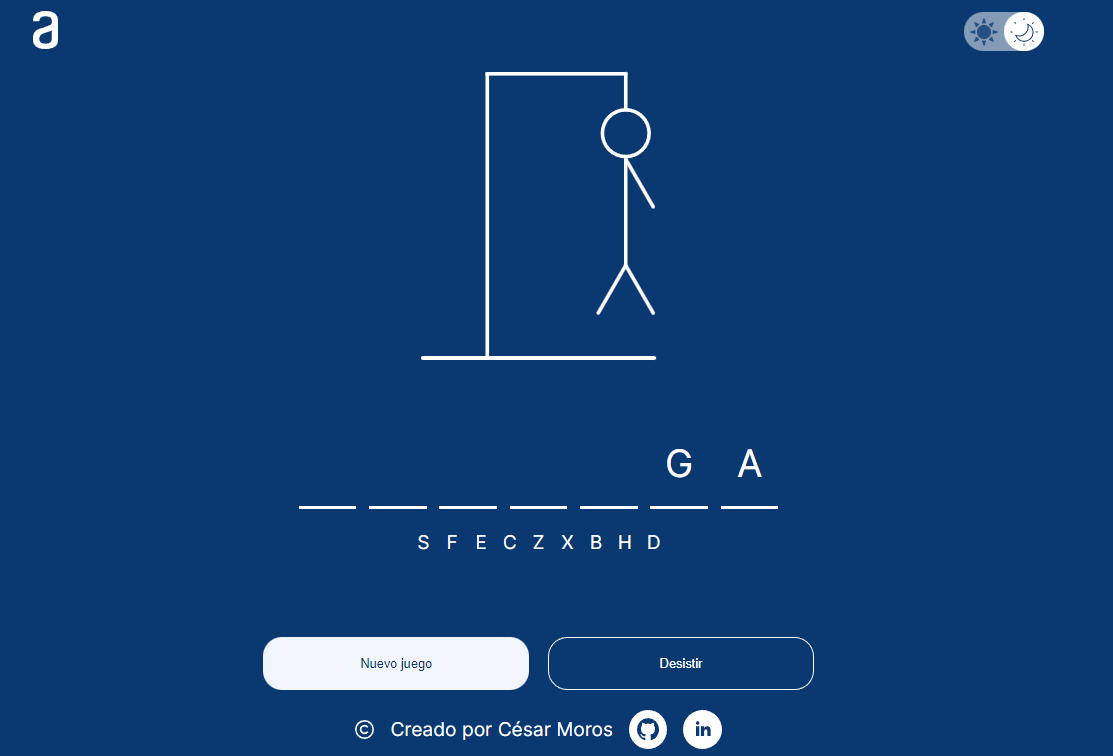 a
G A
S F E C Z X B H D
Nuevo juego Desistir
© Creado por César Moros in